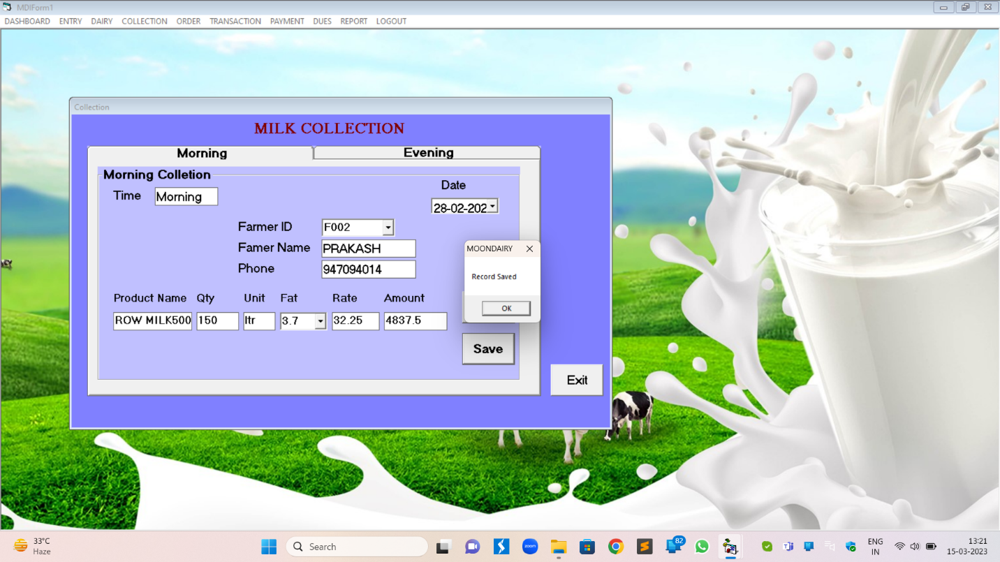 MDIForm1
DASHBOARD ENTRY DAIRY COLLECTION ORDER TRANSACTION PAYMENT DUES REPORT LOGOUT
Collection
MILK COLLECTION
Morning Evening
Morning Colletion
Date
Time Morning
28-02-202
Farmer ID F002
Famer Name PRAKASH
Phone 947094014
MOONDAIRY
Record Saved
OK
Product Name Qty Unit Fat Rate Amount
ROW MILK500 150 ltr 3.7 32.25 4837.5
Save
Exit
33°C
Haze
Search
zoom
82
ENG
IN
13:21
15-03-2023